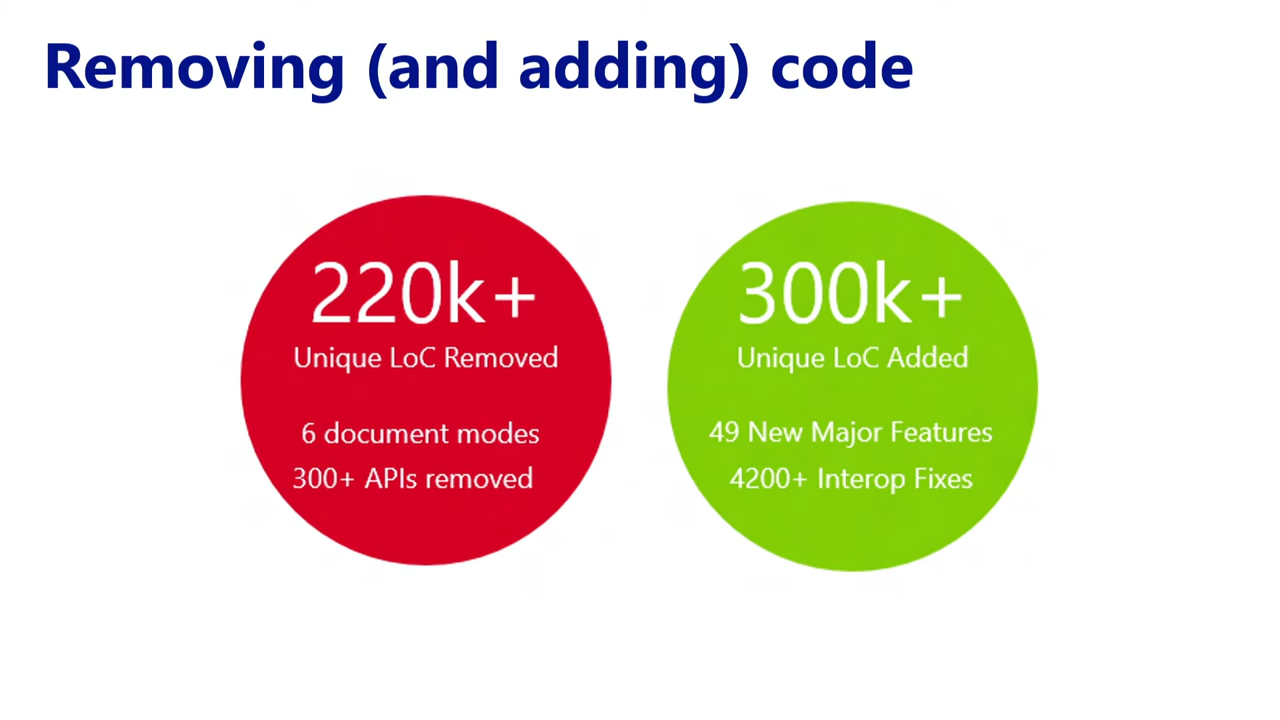 Removing (and adding) code
220k+
Unique LoC Removed
6 document modes
300+ APIs removed
300k+
Unique LoC Added
49 New Major Features
4200+ Interop Fixes